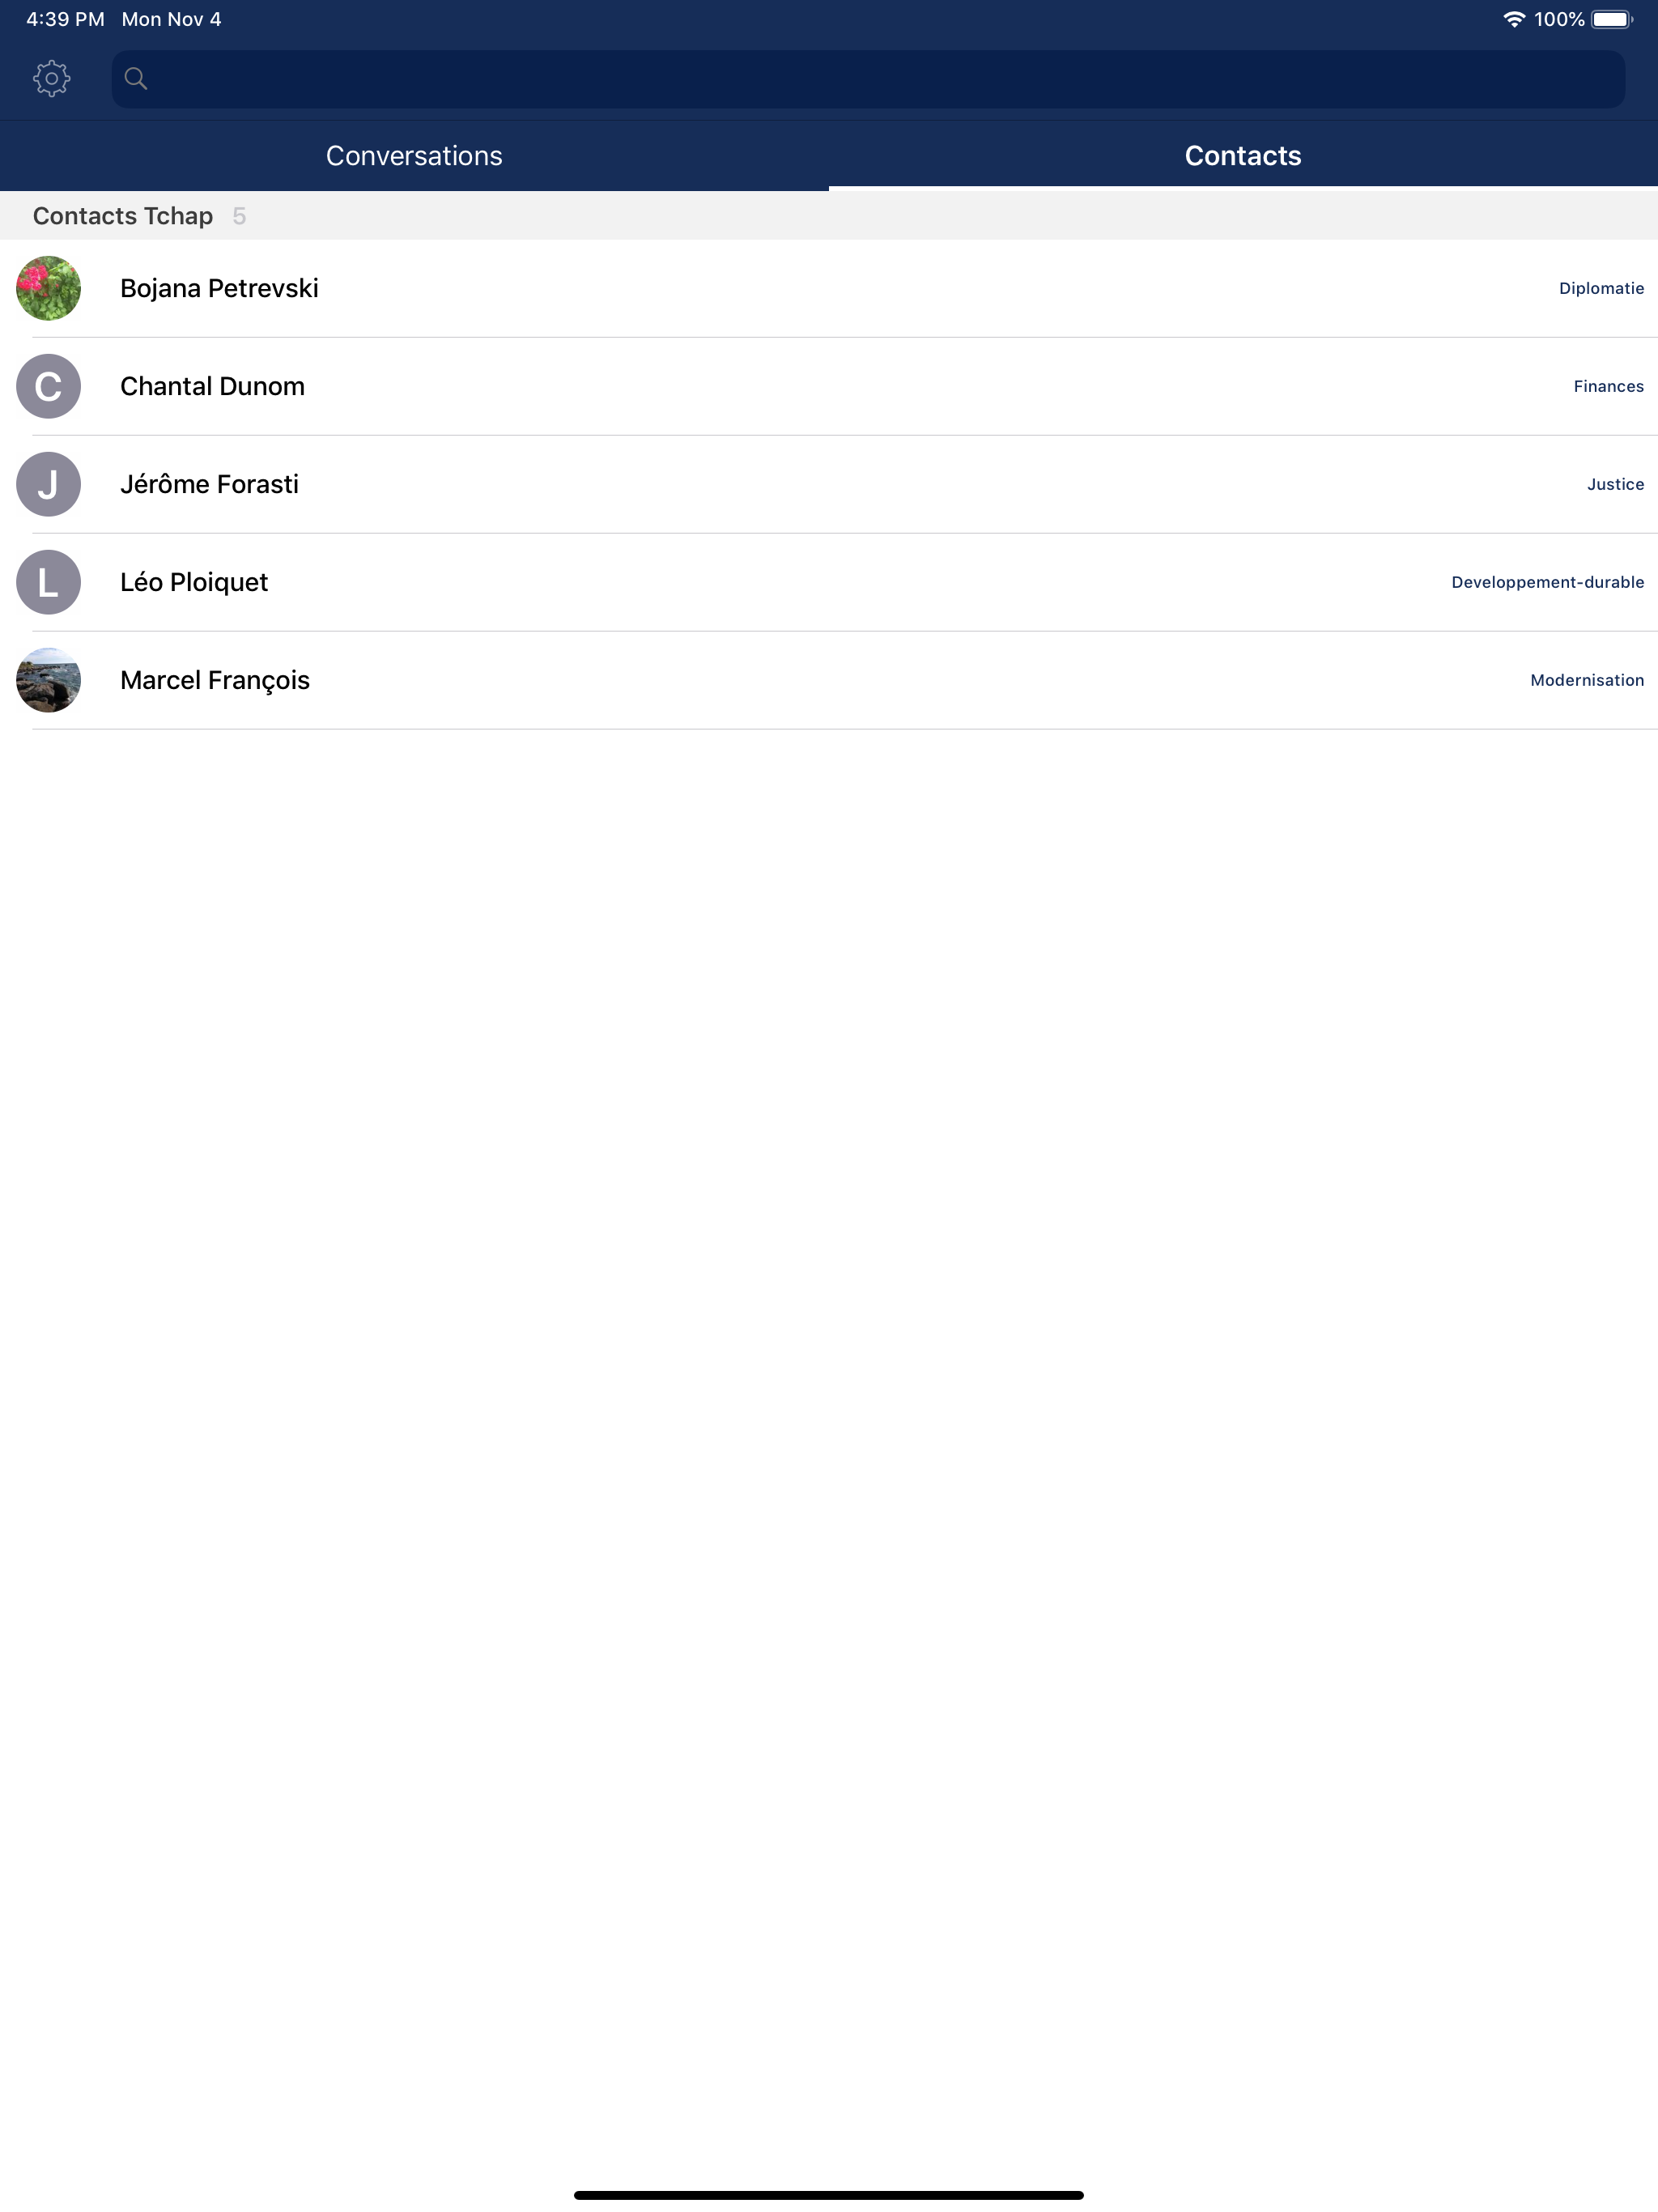 4:39 PM Mon Nov 4 100%
Conversations Contacts
Contacts Tchap 5
Bojana Petrevski Diplomatie
C Chantal Dunom Finances
J Jérôme Forasti Justice
L Léo Ploiquet Developpement-durable
Marcel François Modernisation